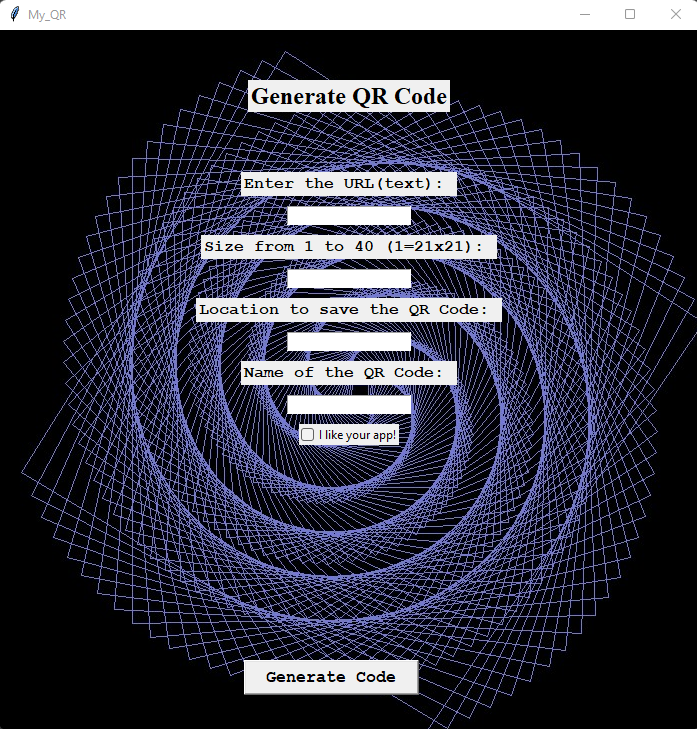 My_QR
Generate QR Code
Enter the URL(text):
Size from 1 to 40 (1=21x21):
Location to save the QR Code:
Name of the QR Code:
I like your app!
Generate Code